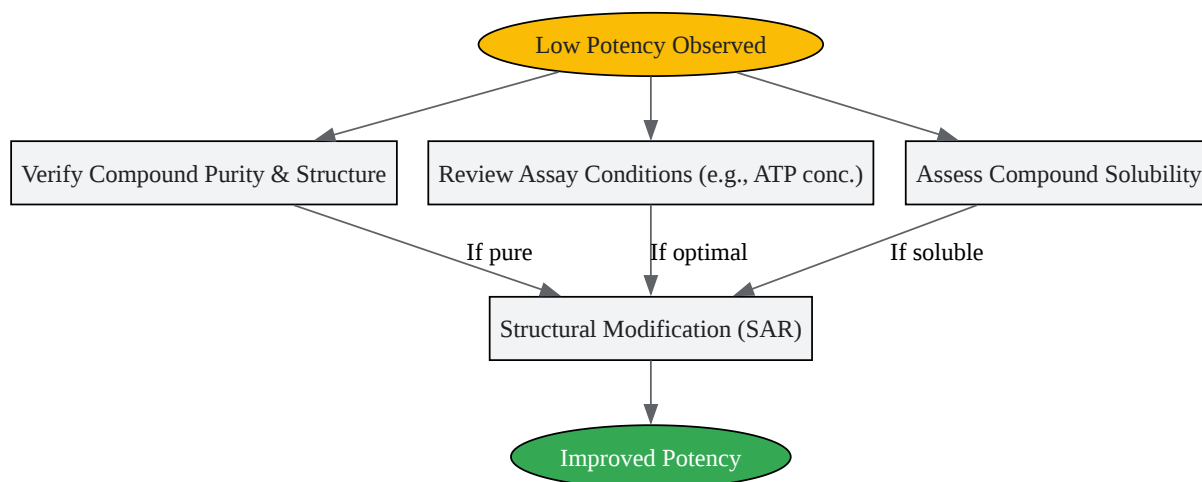 Low Potency Observed
Verify Compound Purity & Structure
Review Assay Conditions (e.g., ATP conc.)
Assess Compound Solubility
If pure
If optimal
If soluble
Structural Modification (SAR)
Improved Potency